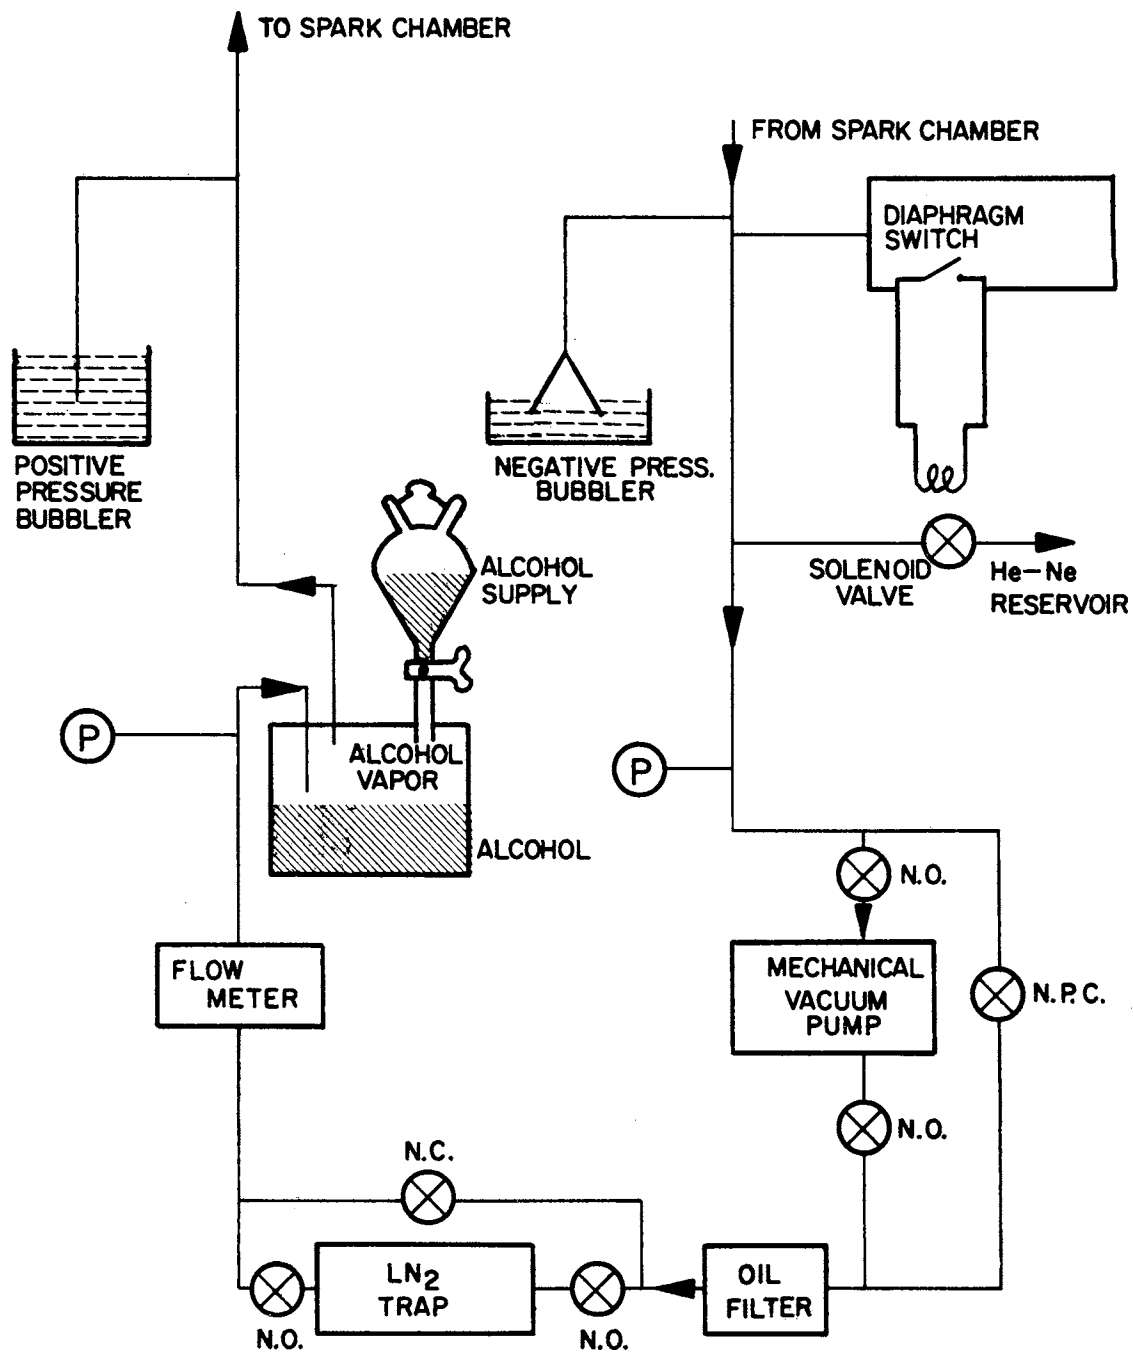 TO SPARK CHAMBER
FROM SPARK CHAMBER
DIAPHRAGM
SWITCH
POSITIVE
PRESSURE
BUBBLER
NEGATIVE PRESS.
BUBBLER
ALCOHOL
SUPPLY
SOLENOID
VALVE
He-Ne
RESERVOIR
P
P
ALCOHOL
VAPOR
ALCOHOL
N.O.
FLOW
METER
MECHANICAL
VACUUM
PUMP
N.P.C.
N.O.
N.C.
LN2
TRAP
OIL
FILTER
N.O.
N.O.